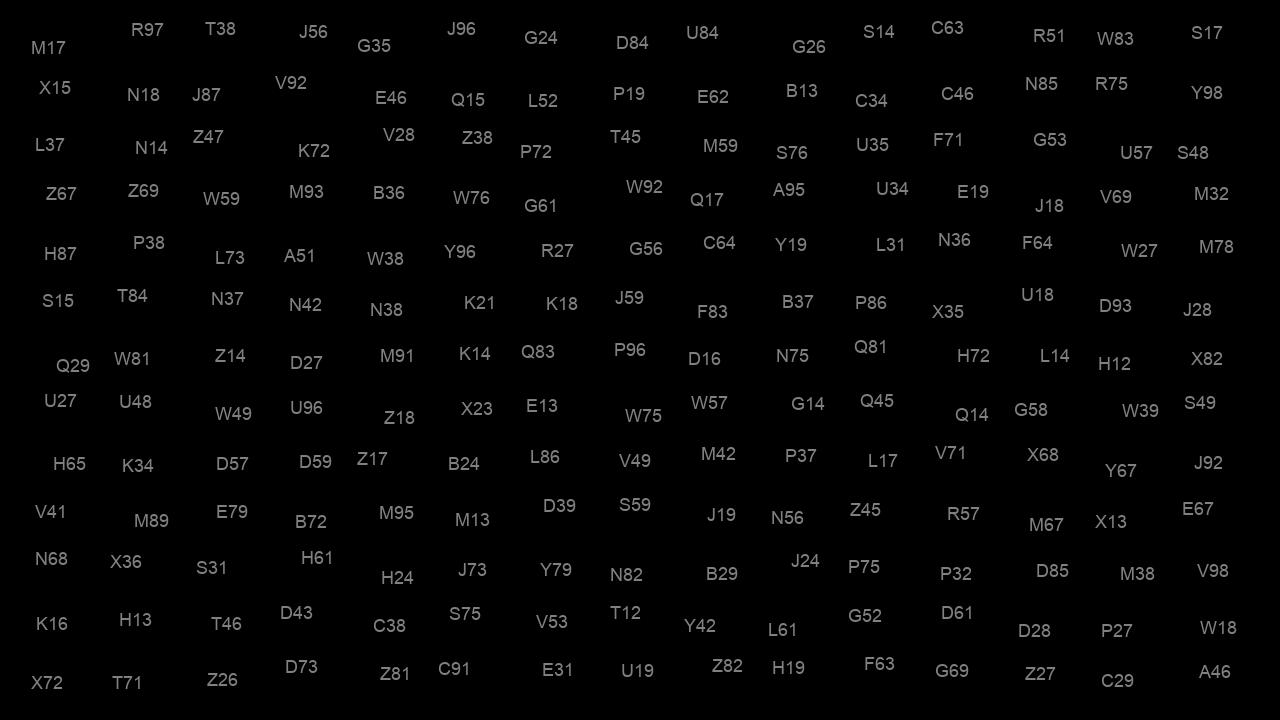 M17 R97 T38 J56 G35 J96 G24 D84 U84 G26 S14 C63 R51 W83 S17
X15 N18 J87 V92 E46 Q15 L52 P19 E62 B13 C34 C46 N85 R75 Y98
L37 N14 Z47 K72 V28 Z38 P72 T45 M59 S76 U35 F71 G53 U57 S48
Z67 Z69 W59 M93 B36 W76 G61 W92 Q17 A95 U34 E19 J18 V69 M32
H87 P38 L73 A51 W38 Y96 R27 G56 C64 Y19 L31 N36 F64 W27 M78
S15 T84 N37 N42 N38 K21 K18 J59 F83 B37 P86 X35 U18 D93 J28
Q29 W81 Z14 D27 M91 K14 Q83 P96 D16 N75 Q81 H72 L14 H12 X82
U27 U48 W49 U96 Z18 X23 E13 W75 W57 G14 Q45 Q14 G58 W39 S49
H65 K34 D57 D59 Z17 B24 L86 V49 M42 P37 L17 V71 X68 Y67 J92
V41 M89 E79 B72 M95 M13 D39 S59 J19 N56 Z45 R57 M67 X13 E67
N68 X36 S31 H61 H24 J73 Y79 N82 B29 J24 P75 P32 D85 M38 V98
K16 H13 T46 D43 C38 S75 V53 T12 Y42 L61 G52 D61 D28 P27 W18
X72 T71 Z26 D73 Z81 C91 E31 U19 Z82 H19 F63 G69 Z27 C29 A46